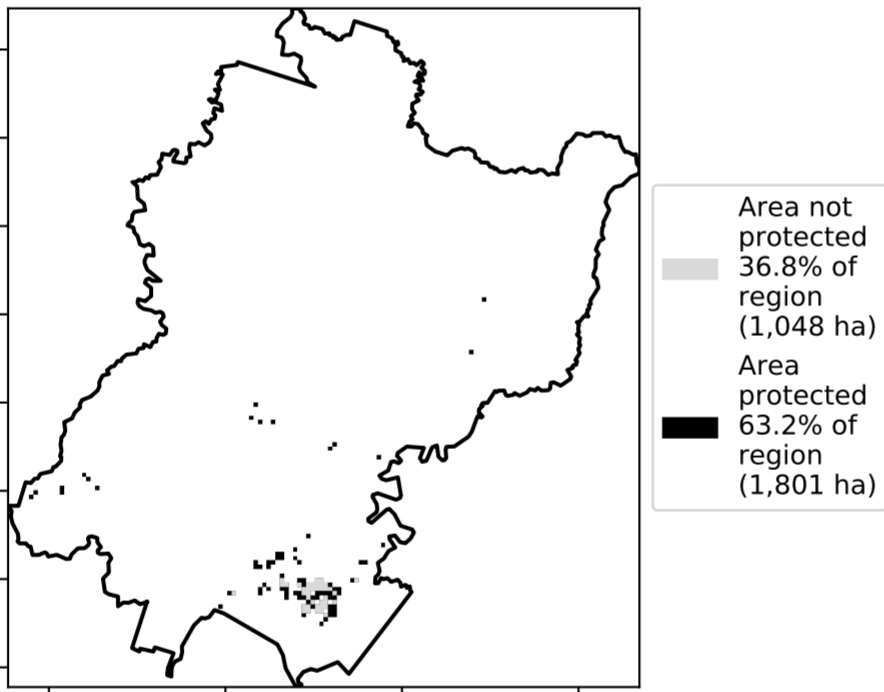 Area not
protected
36.8% of
region
(1,048 ha)
Area
protected
63.2% of
region
(1,801 ha)